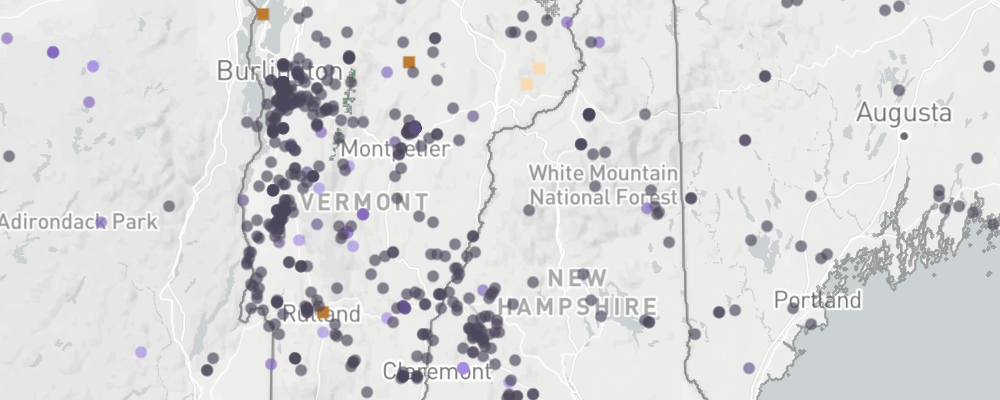 Burlington
Augusta
Montpelier
White Mountain
National Forest
VERMONT
Adirondack Park
NEW
HAMPSHIRE
Portland
Rutland
Claremont